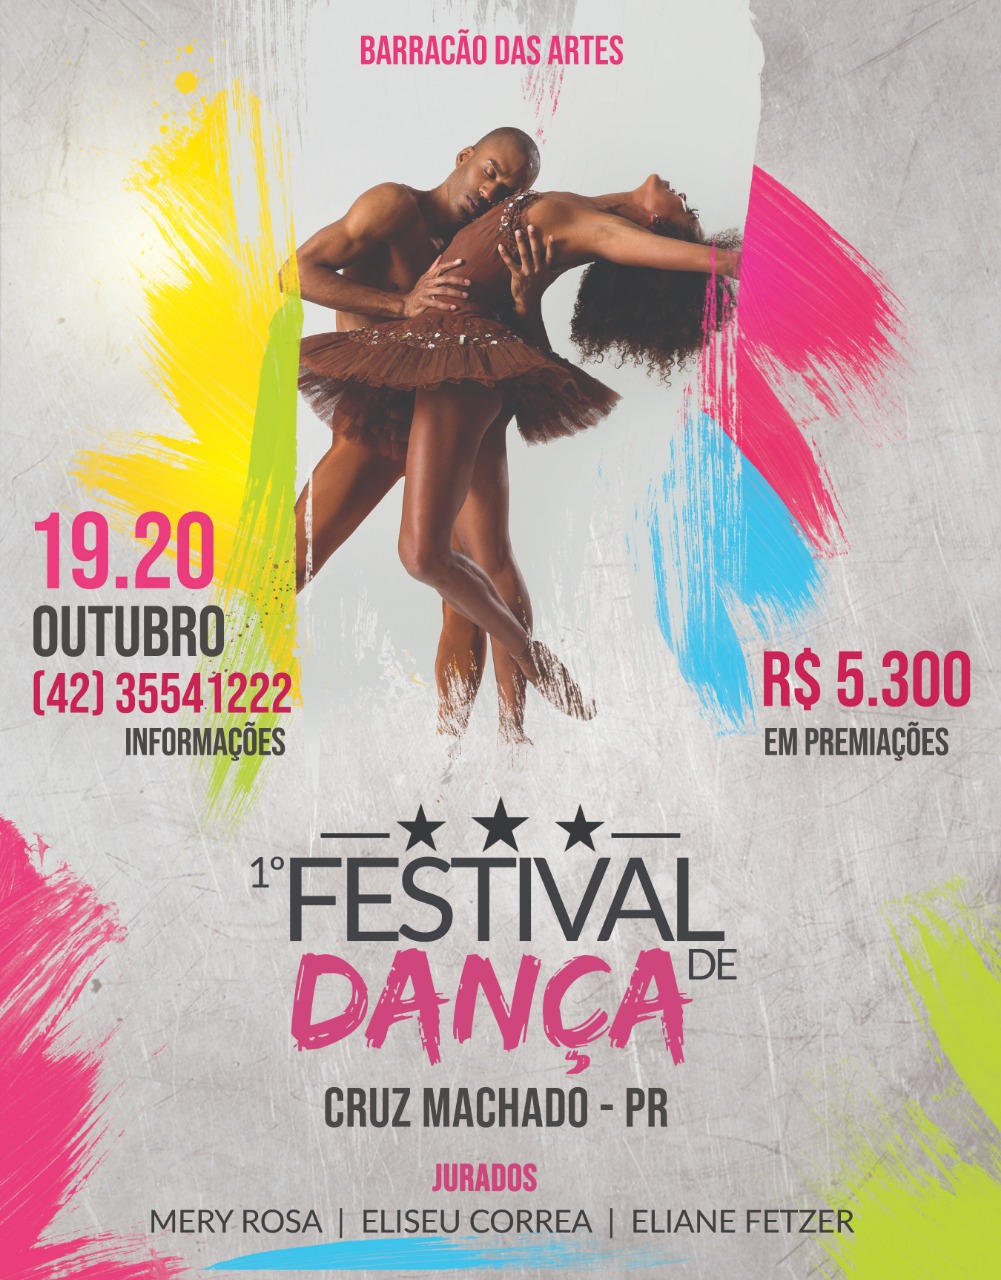 BARRACÃO DAS ARTES
19.20
OUTUBRO
(42) 35541222
INFORMAÇÕES
R$ 5.300
EM PREMIAÇÕES
1º FESTIVAL
DE
DANÇA
CRUZ MACHADO - PR
JURADOS
MERY ROSA | ELISEU CORREA | ELIANE FETZER